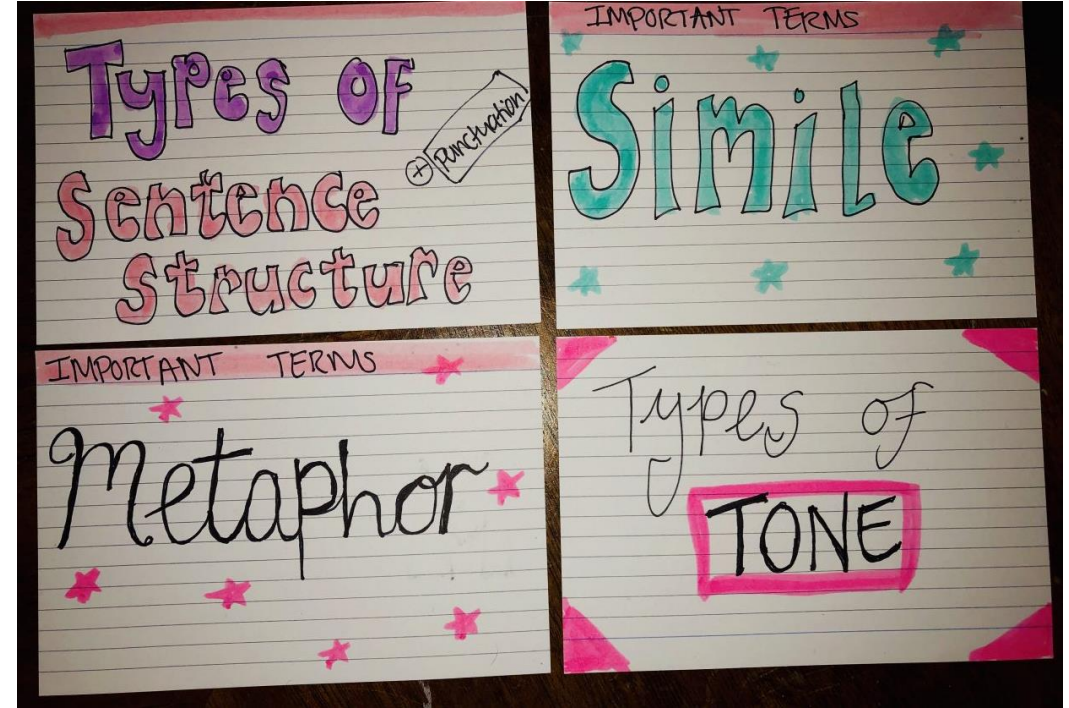 Types of
+ Punctuation
Sentence
Structure
IMPORTANT TERMS
Simile
IMPORTANT TERMS
Metaphor
Types of
TONE